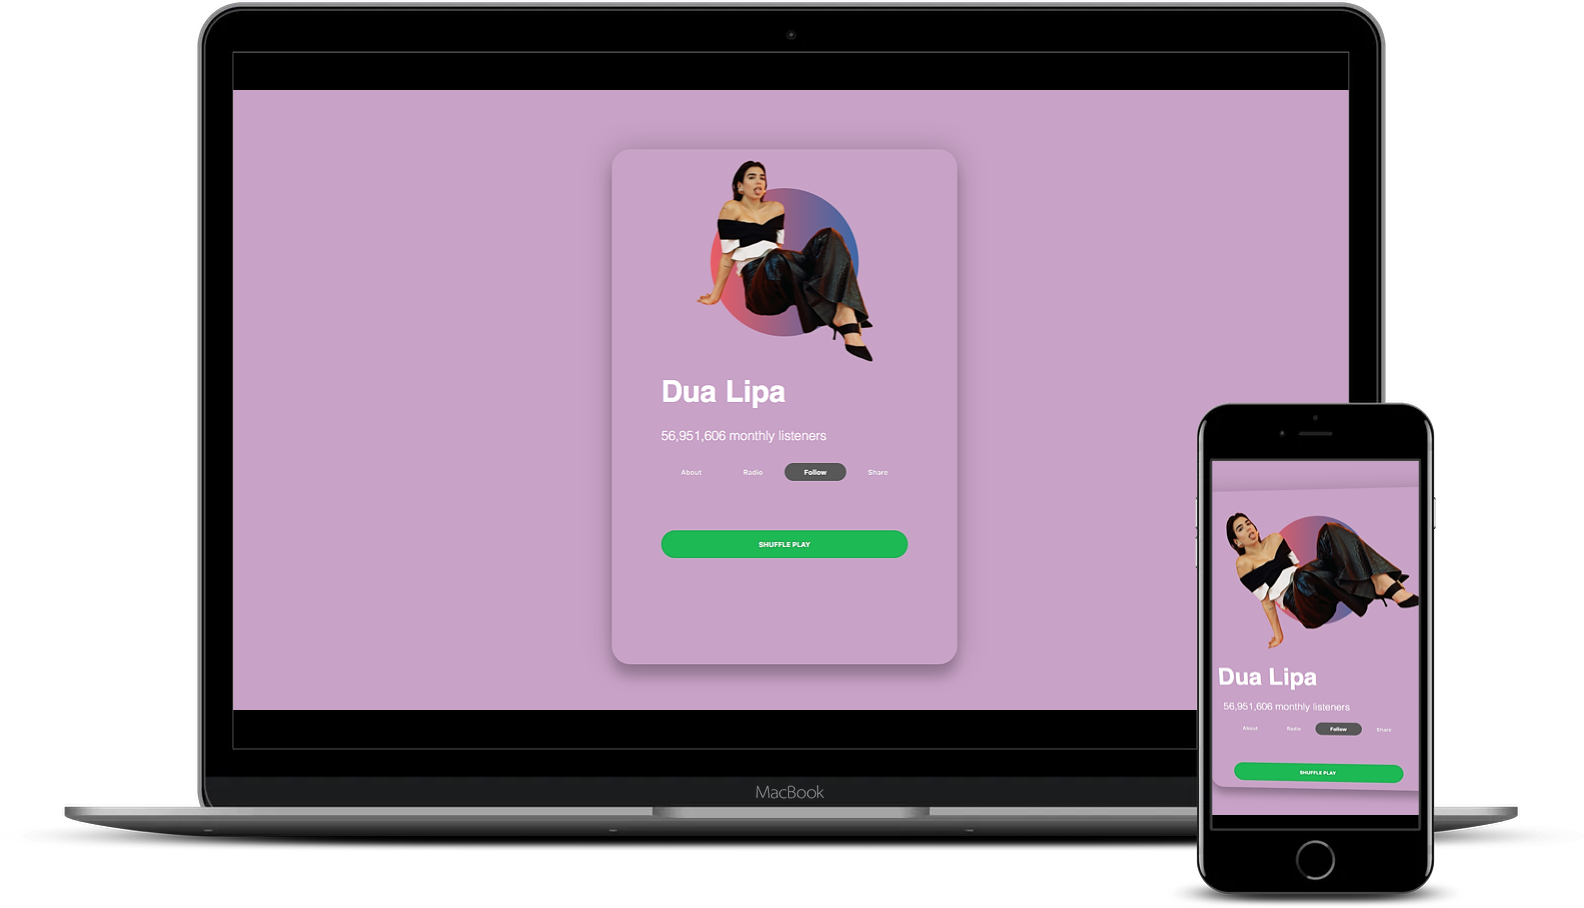 Dua Lipa
56,951,606 monthly listeners
About Radio Follow Share
SHUFFLE PLAY
MacBook
Dua Lipa
56,951,606 monthly listeners
About Radio Follow Share
SHUFFLE PLAY